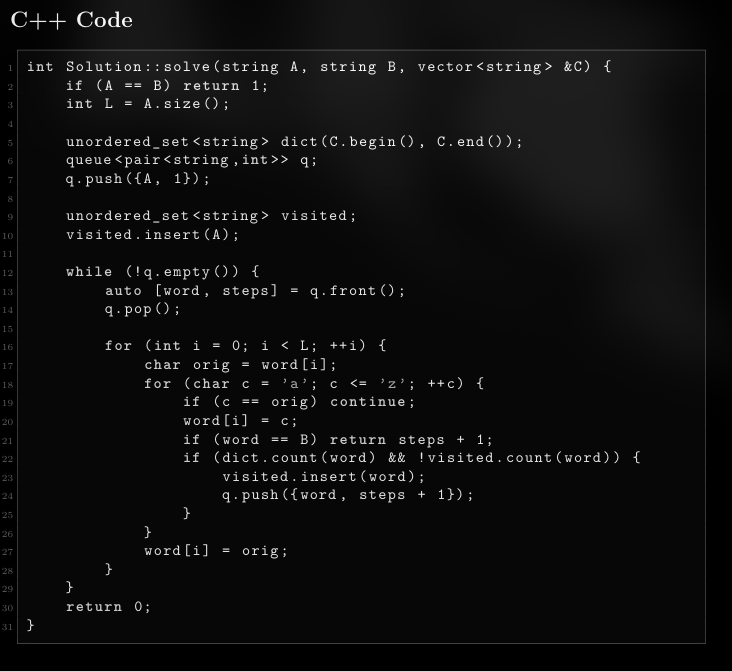 C++ Code
1 int Solution::solve(string A, string B, vector<string> &C) {
2     if (A == B) return 1;
3     int L = A.size();
4
5     unordered_set<string> dict(C.begin(), C.end());
6     queue<pair<string,int>> q;
7     q.push({A, 1});
8
9     unordered_set<string> visited;
10     visited.insert(A);
11
12     while (!q.empty()) {
13         auto [word, steps] = q.front();
14         q.pop();
15
16         for (int i = 0; i < L; ++i) {
17             char orig = word[i];
18             for (char c = 'a'; c <= 'z'; ++c) {
19                 if (c == orig) continue;
20                 word[i] = c;
21                 if (word == B) return steps + 1;
22                 if (dict.count(word) && !visited.count(word)) {
23                     visited.insert(word);
24                     q.push({word, steps + 1});
25                 }
26             }
27             word[i] = orig;
28         }
29     }
30     return 0;
31 }